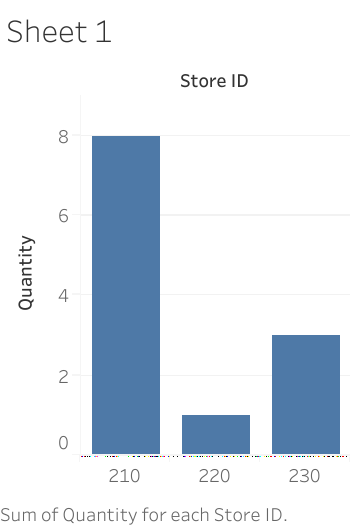 Sheet 1
Store ID
Quantity
8
6
4
2
0
210 220 230
Sum of Quantity for each Store ID.